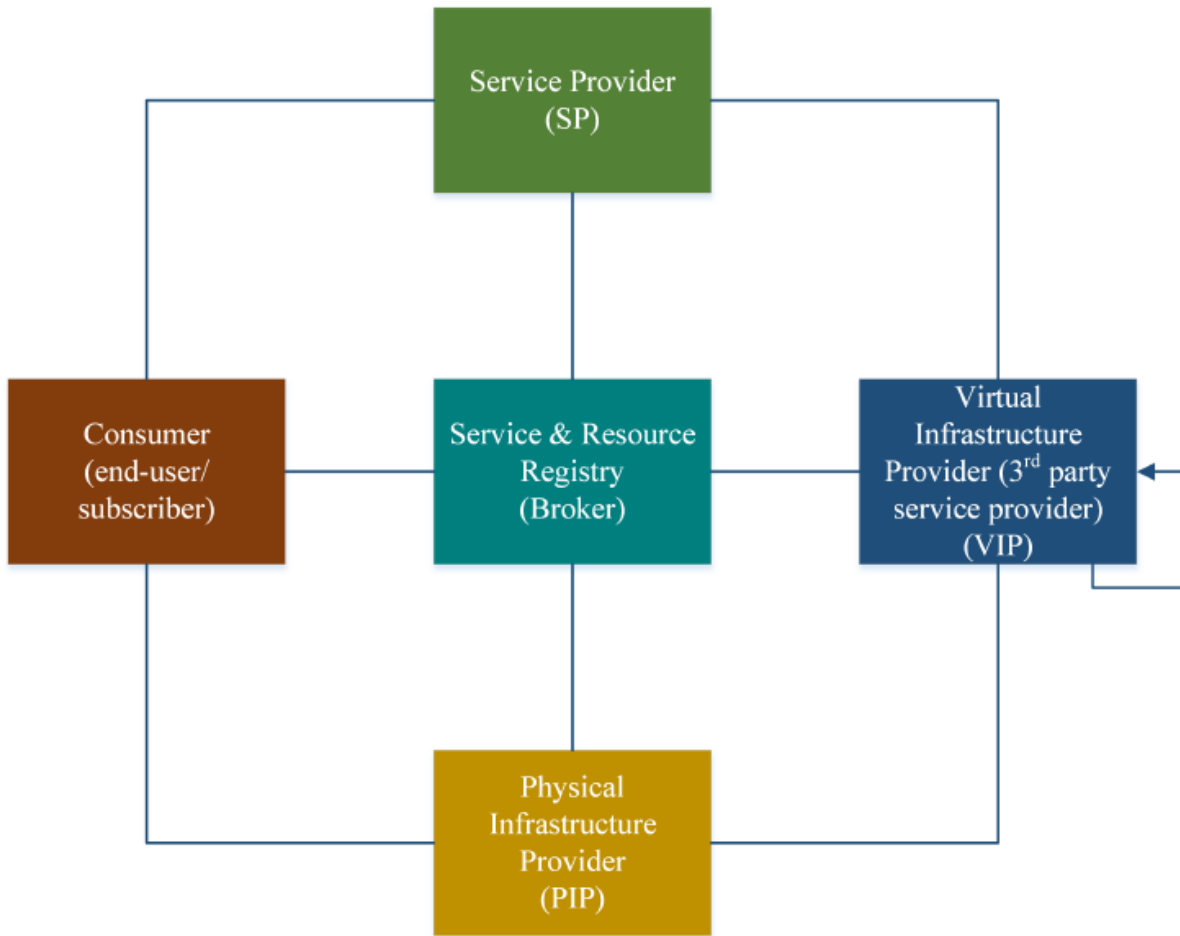 Service Provider
(SP)
Consumer
(end-user/
subscriber)
Service & Resource
Registry
(Broker)
Virtual
Infrastructure
Provider (3rd party
service provider)
(VIP)
Physical
Infrastructure
Provider
(PIP)